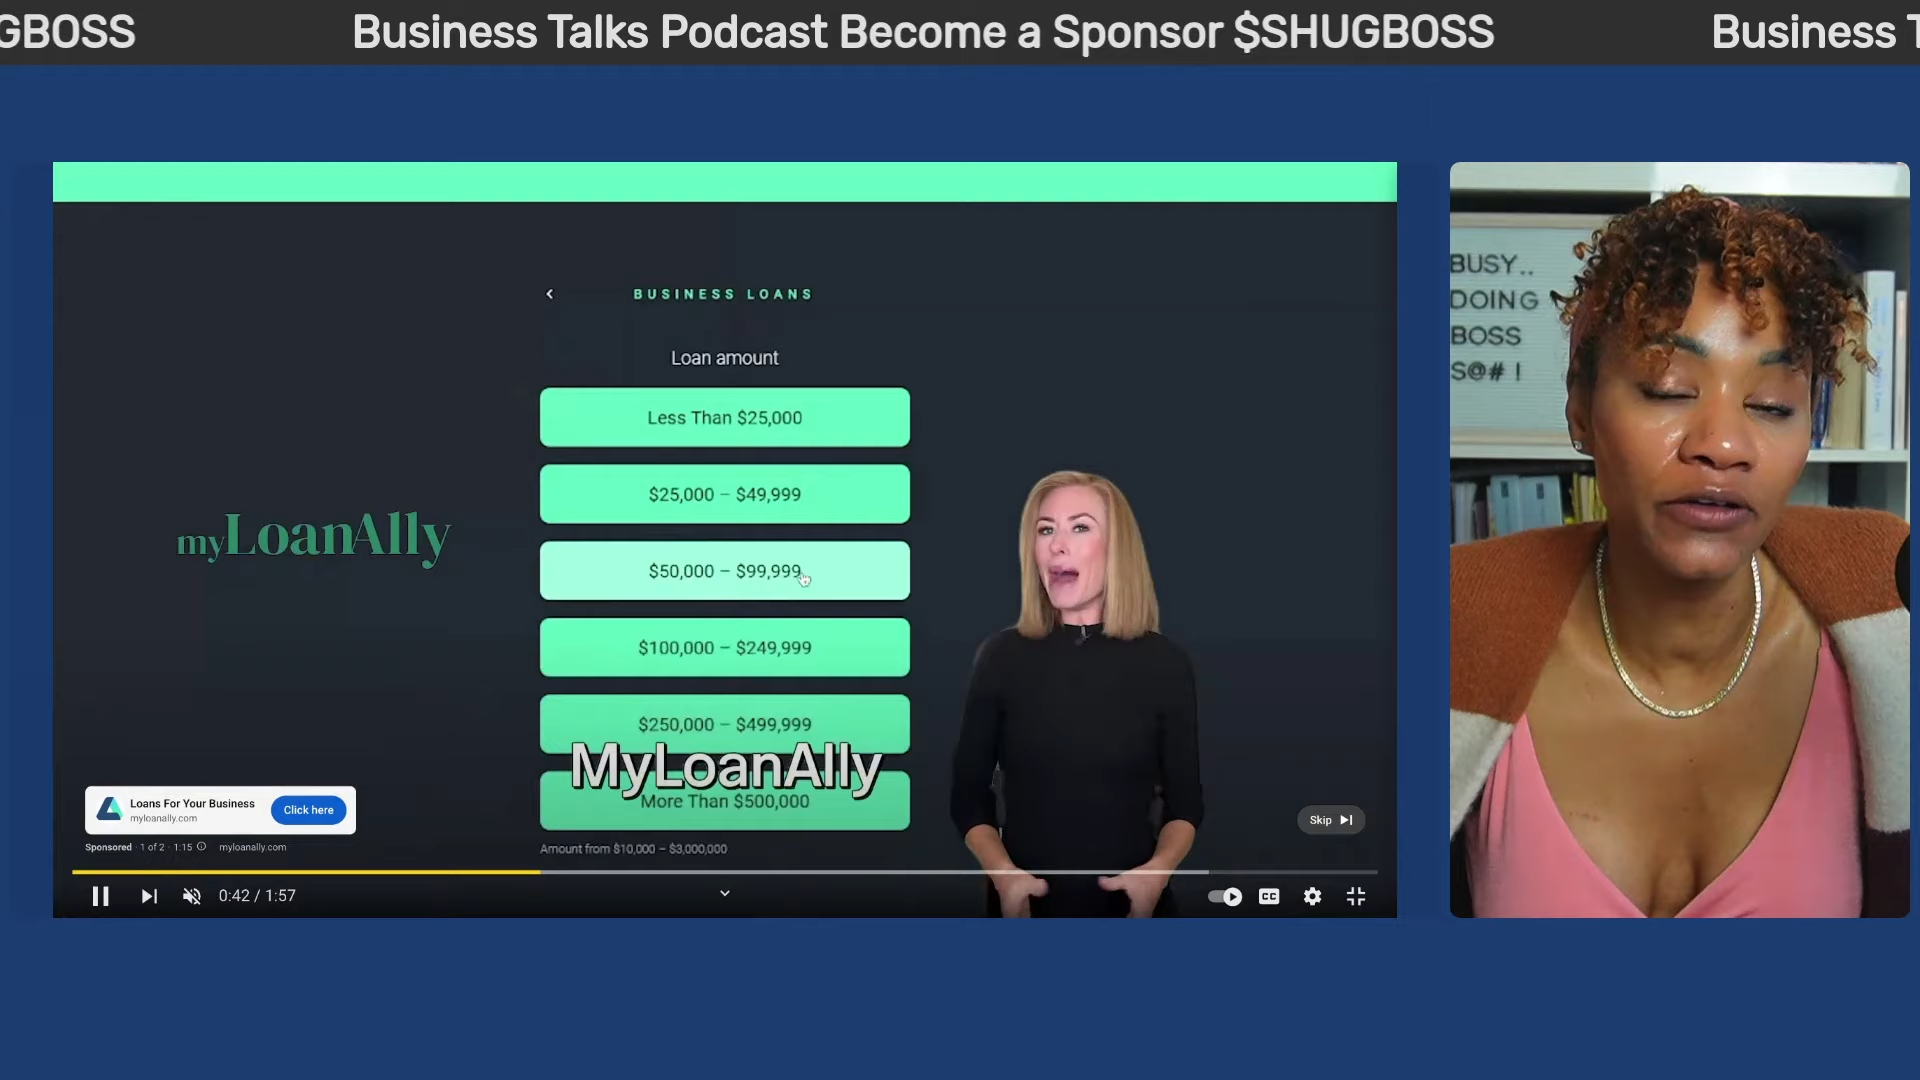 GBOSS
Business Talks Podcast Become a Sponsor $SHUGBOSS
Business T
BUSINESS LOANS
Loan amount
Less Than $25,000
$25,000 – $49,999
$50,000 – $99,999
$100,000 – $249,999
$250,000 – $499,999
MyLoanAlly
More Than $500,000
Amount from $10,000 – $3,000,000
myLoanAlly
Loans For Your Business
myloanally.com
Click here
Sponsored · 1 of 2 · 1:15 myloanally.com
Skip
0:42 / 1:57
CC
BUSY..
DOING
BOSS
S@# !